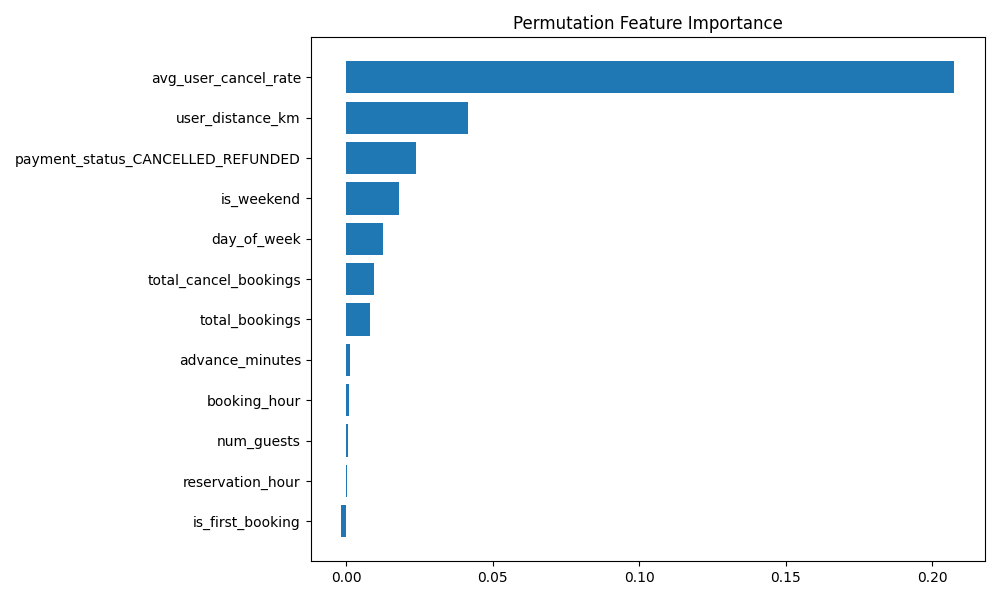 Permutation Feature Importance
avg_user_cancel_rate
user_distance_km
payment_status_CANCELLED_REFUNDED
is_weekend
day_of_week
total_cancel_bookings
total_bookings
advance_minutes
booking_hour
num_guests
reservation_hour
is_first_booking
0.00 0.05 0.10 0.15 0.20